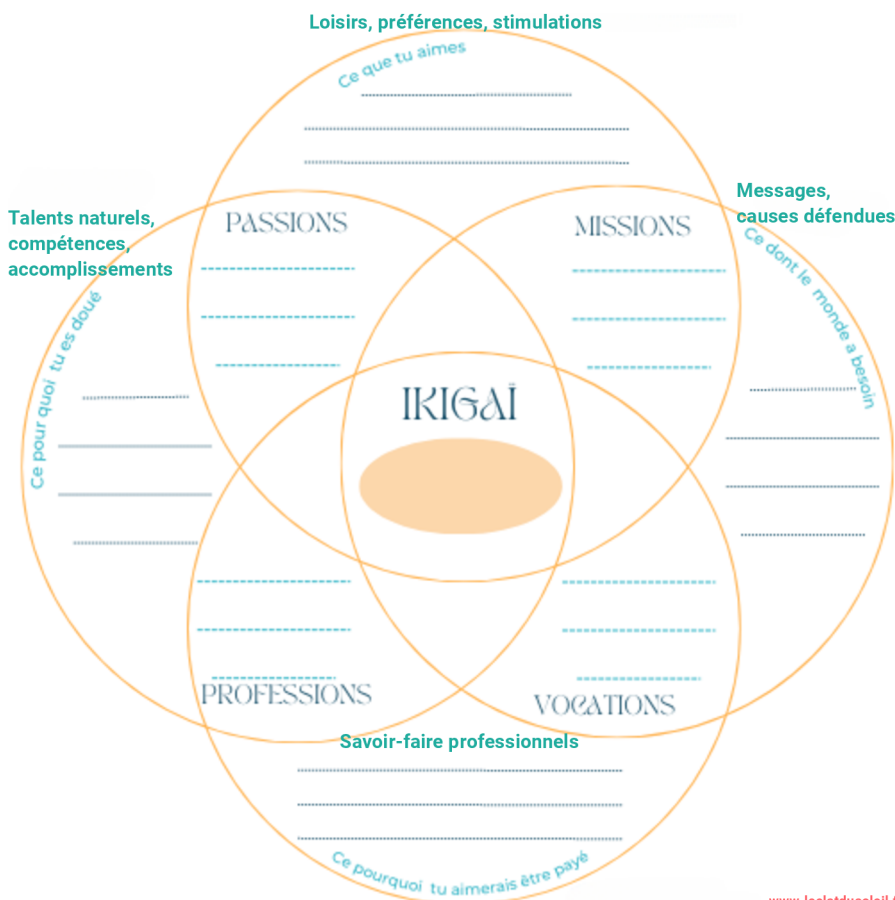 Loisirs, préférences, stimulations
Ce que tu aimes
Messages,
causes défendues
Talents naturels,
compétences,
accomplissements
PASSIONS
MISSIONS
Ce dont le monde a besoin
Ce pour quoi tu es doué
IKIGAÏ
PROFESSIONS
VOCATIONS
Savoir-faire professionnels
Ce pourquoi tu aimerais être payé